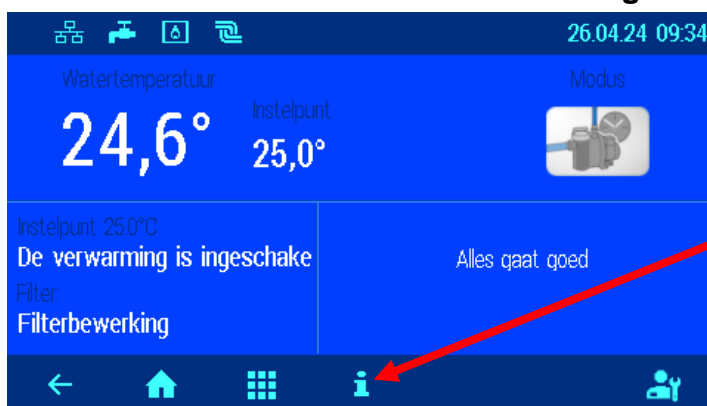 26.04.24 09:34
Watertemperatuur
Modus
Instelpunt
24,6°
25,0°
Instelpunt 25.0°C
De verwarming is ingeschake
Alles gaat goed
Filter:
Filterbewerking